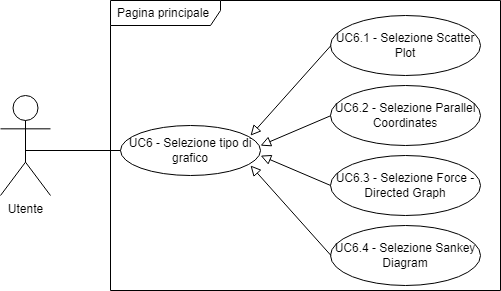 Pagina principale
UC6.1 - Selezione Scatter
Plot
UC6.2 - Selezione Parallel
Coordinates
UC6 - Selezione tipo di
grafico
UC6.3 - Selezione Force -
Directed Graph
Utente
UC6.4 - Selezione Sankey
Diagram